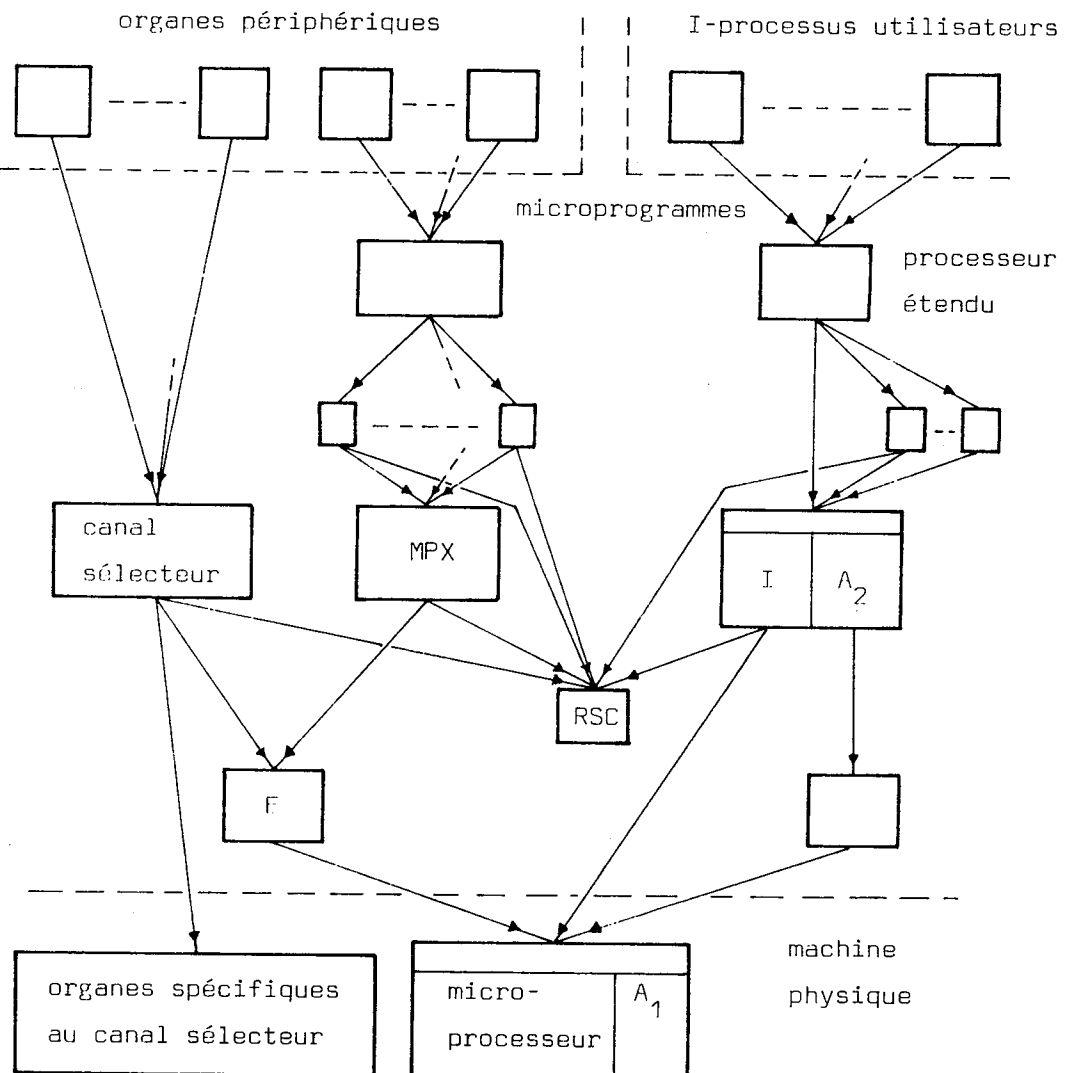 organes périphériques
I-processus utilisateurs
microprogrammes
processeur
étendu
canal
sélecteur
MPX
I
A2
RSC
machine
physique
organes spécifiques
au canal sélecteur
micro-
processeur
A1